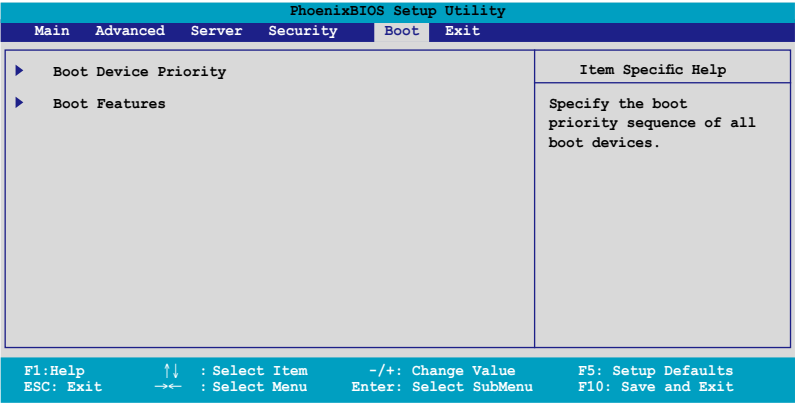 PhoenixBIOS Setup Utility
Main Advanced Server Security Boot Exit
Boot Device Priority
Boot Features
Item Specific Help
Specify the boot
priority sequence of all
boot devices.
F1:Help ↑↓ : Select Item -/+: Change Value F5: Setup Defaults
ESC: Exit →← : Select Menu Enter: Select SubMenu F10: Save and Exit